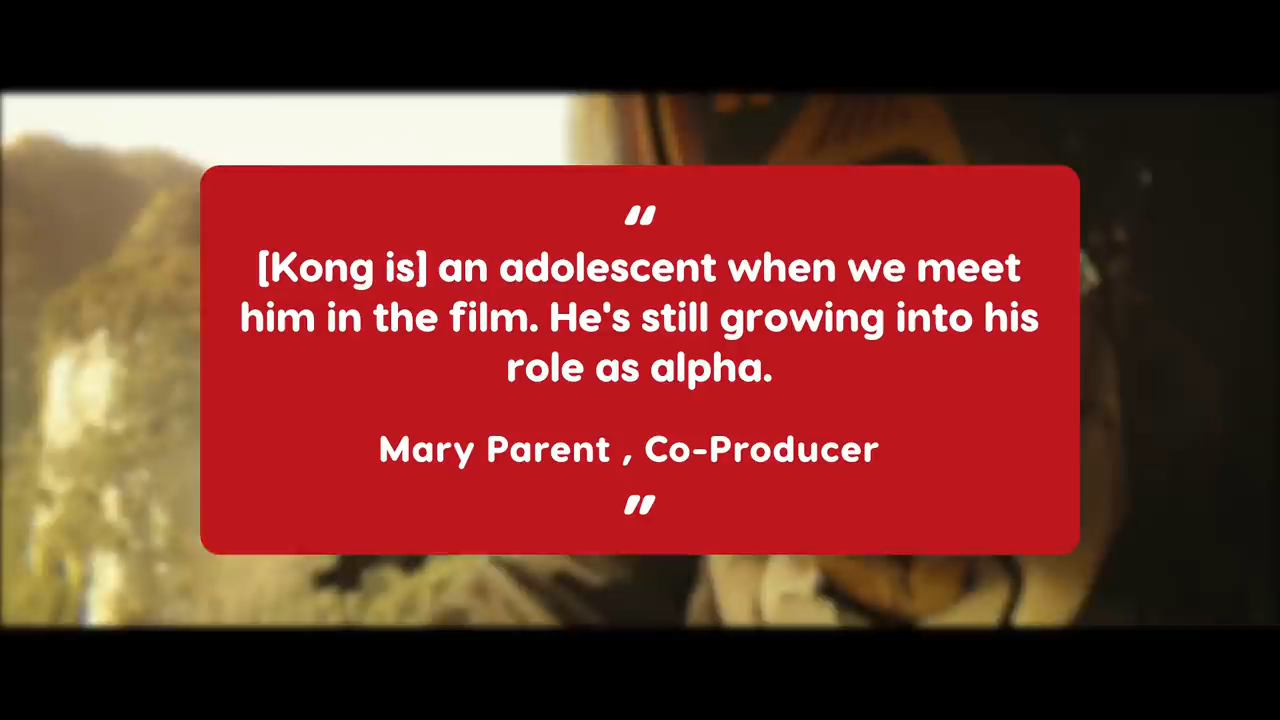 "
[Kong is] an adolescent when we meet
him in the film. He's still growing into his
role as alpha.
Mary Parent , Co-Producer
"